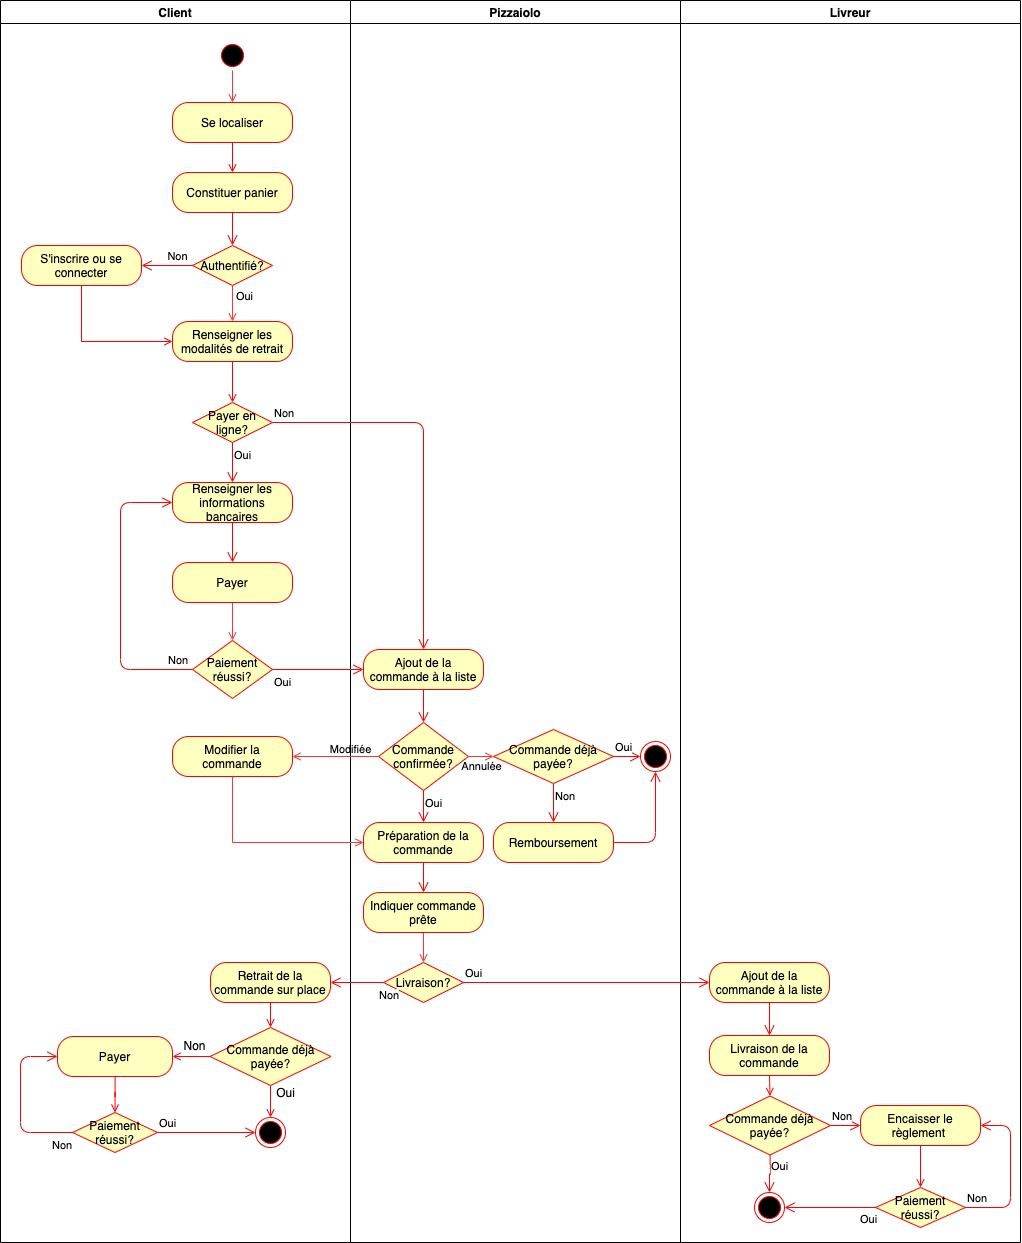 Client
Pizzaiolo
Livreur
Se localiser
Constituer panier
S'inscrire ou se
connecter
Non
Authentifié?
Oui
Renseigner les
modalités de retrait
Payer en
ligne?
Non
Oui
Renseigner les
informations
bancaires
Payer
Non
Paiement
réussi?
Oui
Ajout de la
commande à la liste
Modifier la
commande
Modifiée
Commande
confirmée?
Annulée
Commande déjà
payée?
Oui
Oui
Non
Préparation de la
commande
Remboursement
Indiquer commande
prête
Retrait de la
commande sur place
Non
Livraison?
Oui
Ajout de la
commande à la liste
Payer
Non
Commande déjà
payée?
Oui
Livraison de la
commande
Paiement
réussi?
Non
Oui
Commande déjà
payée?
Non
Encaisser le
règlement
Oui
Paiement
réussi?
Non
Oui